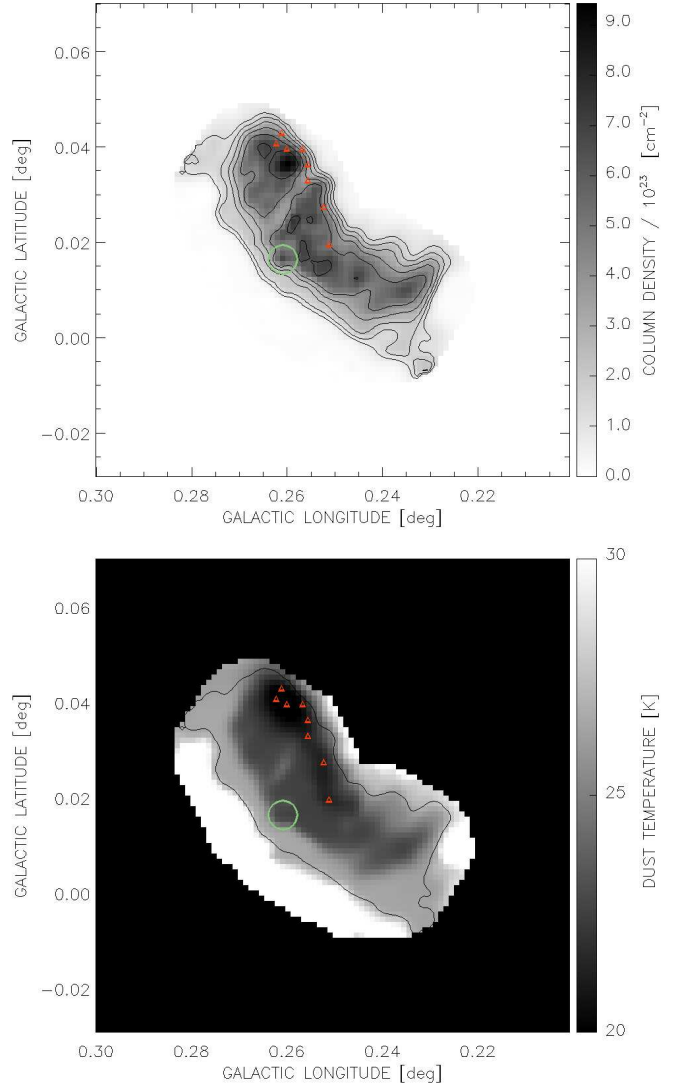 9.0
0.06
8.0
0.04
7.0
6.0
0.02
5.0
4.0
0.00
3.0
2.0
−0.02
1.0
0.0
0.30 0.28 0.26 0.24 0.22
GALACTIC LONGITUDE [deg]
GALACTIC LATITUDE [deg]
COLUMN DENSITY / 10²³ [cm⁻²]
30
0.06
0.04
25
0.02
0.00
−0.02
20
0.30 0.28 0.26 0.24 0.22
GALACTIC LONGITUDE [deg]
GALACTIC LATITUDE [deg]
DUST TEMPERATURE [K]